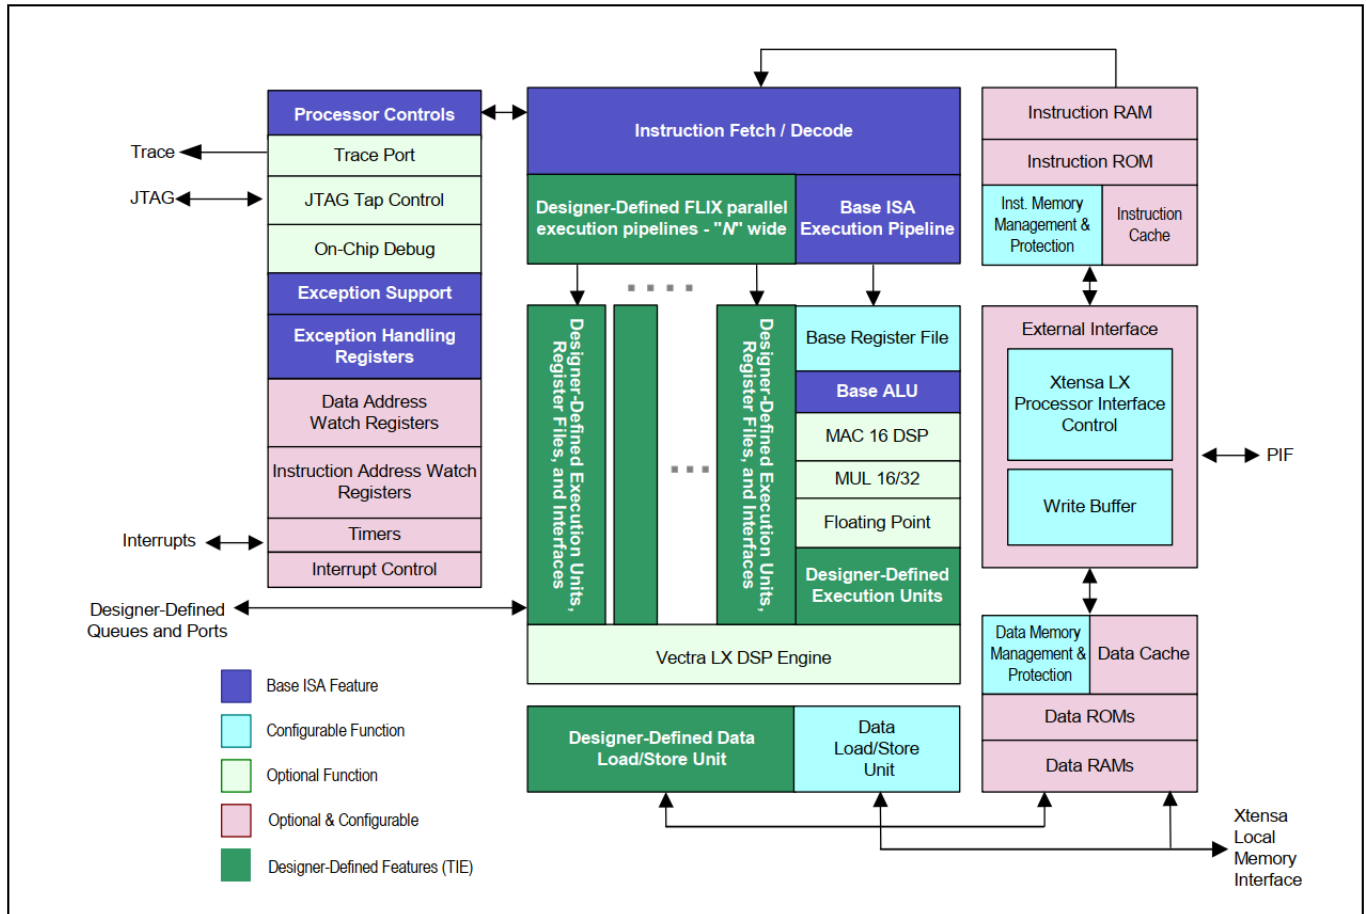 Processor Controls
Trace Port
JTAG Tap Control
On-Chip Debug
Exception Support
Exception Handling
Registers
Data Address
Watch Registers
Instruction Address Watch
Registers
Timers
Interrupt Control
Trace
JTAG
Interrupts
Designer-Defined
Queues and Ports
Instruction Fetch / Decode
Designer-Defined FLIX parallel
execution pipelines - "N" wide
Base ISA
Execution Pipeline
Designer-Defined Execution Units,
Register Files, and Interfaces
Designer-Defined Execution Units,
Register Files, and Interfaces
Base Register File
Base ALU
MAC 16 DSP
MUL 16/32
Floating Point
Designer-Defined
Execution Units
Vectra LX DSP Engine
Designer-Defined Data
Load/Store Unit
Data
Load/Store
Unit
Instruction RAM
Instruction ROM
Inst. Memory
Management &
Protection
Instruction
Cache
External Interface
Xtensa LX
Processor Interface
Control
Write Buffer
PIF
Data Memory
Management &
Protection
Data Cache
Data ROMs
Data RAMs
Xtensa
Local
Memory
Interface
Base ISA Feature
Configurable Function
Optional Function
Optional & Configurable
Designer-Defined Features (TIE)